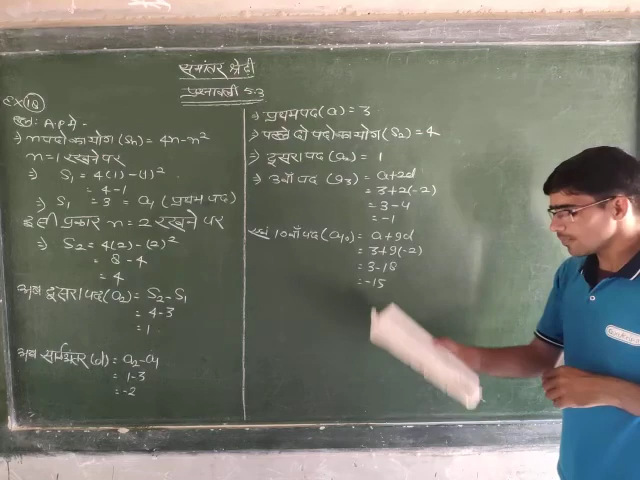 समांतर श्रेढ़ी
प्रश्नावली 5.3
EX (11)
हल: A.P में -
⇒ n पदों का योग (Sn) = 4n-n²
n=1 रखने पर
⇒ S₁ = 4(1)-(1)²
= 4-1
⇒ S₁ = 3 = a₁ (प्रथम पद)
इसी प्रकार n=2 रखने पर
⇒ S₂ = 4(2)-(2)²
= 8-4
= 4
अब दूसरा पद (a₂) = S₂-S₁
= 4-3
= 1
अब सार्वअंतर (d) = a₂-a₁
= 1-3
= -2
⇒ प्रथम पद (a) = 3
⇒ पहले दो पदों का योग (S₂) = 4
⇒ दूसरा पद (a₂) = 1
⇒ 3वाँ पद (a₃) = a+2d
= 3+2(-2)
= 3-4
= -1
एवं 10वाँ पद (a₁₀) = a+9d
= 3+9(-2)
= 3-18
= -15